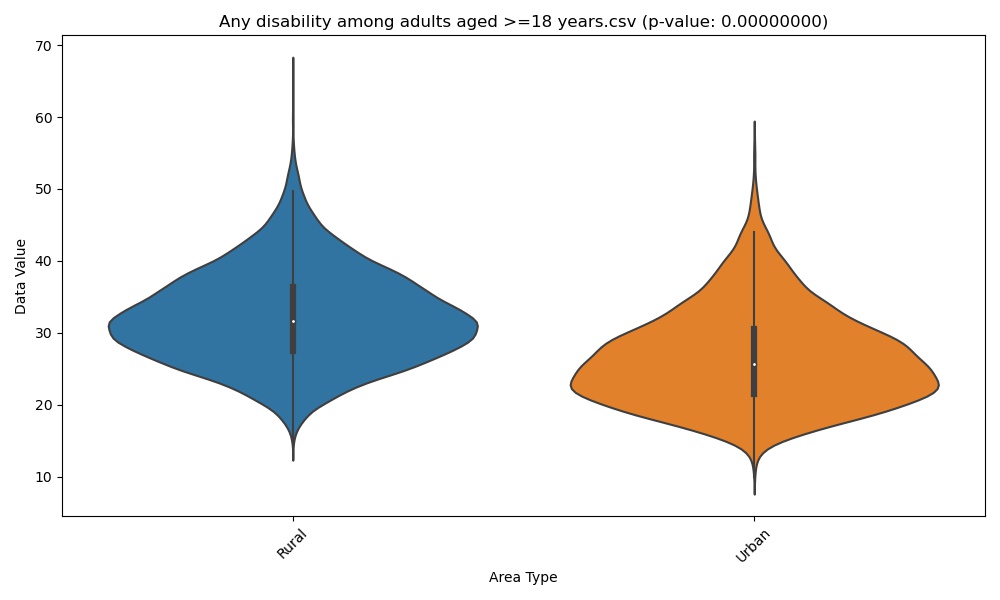 Any disability among adults aged >=18 years.csv (p-value: 0.00000000)
70
60
50
40
30
20
10
Data Value
Rural
Urban
Area Type